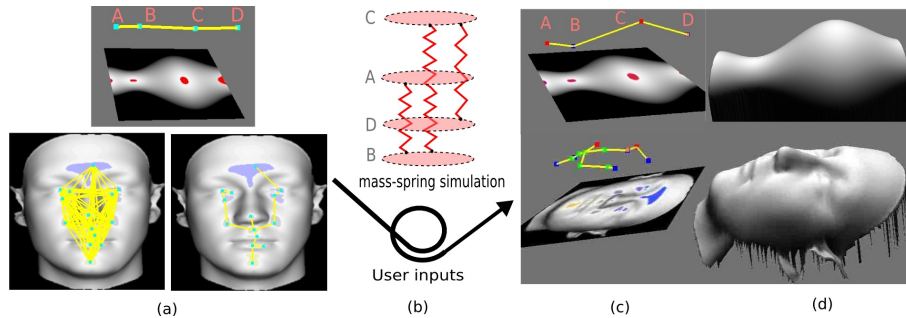 A B C D
C
A
D
B
mass-spring simulation
User inputs
A B C D
(a)
(b)
(c)
(d)